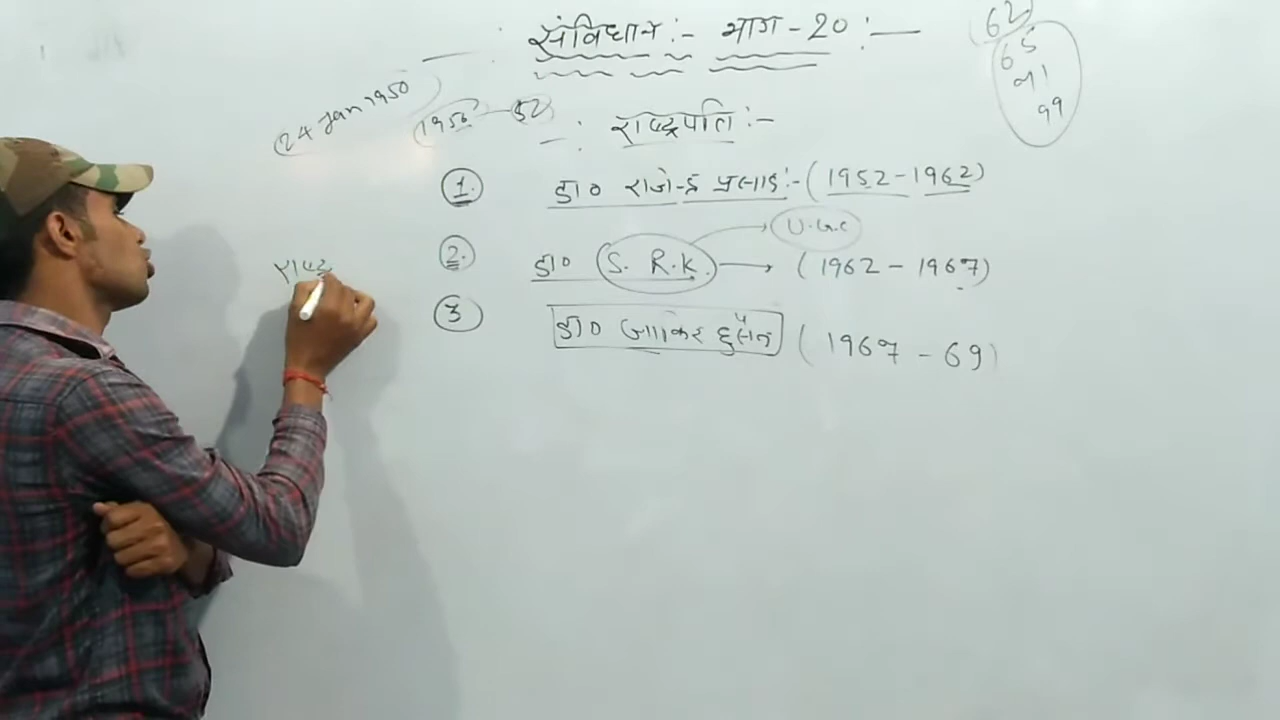 संविधान :- भाग - 20 :-
62
65
71
99
24 Jan 1950
1950 - 52
:राष्ट्रपति :-
1. डा० राजेन्द्र प्रसाद :- (1952 - 1962)
U.G.C
2. डा० S. R. K. → (1962 - 1967)
राष्ट्र
3 डा० जाकिर हुसैन (1967 - 69)